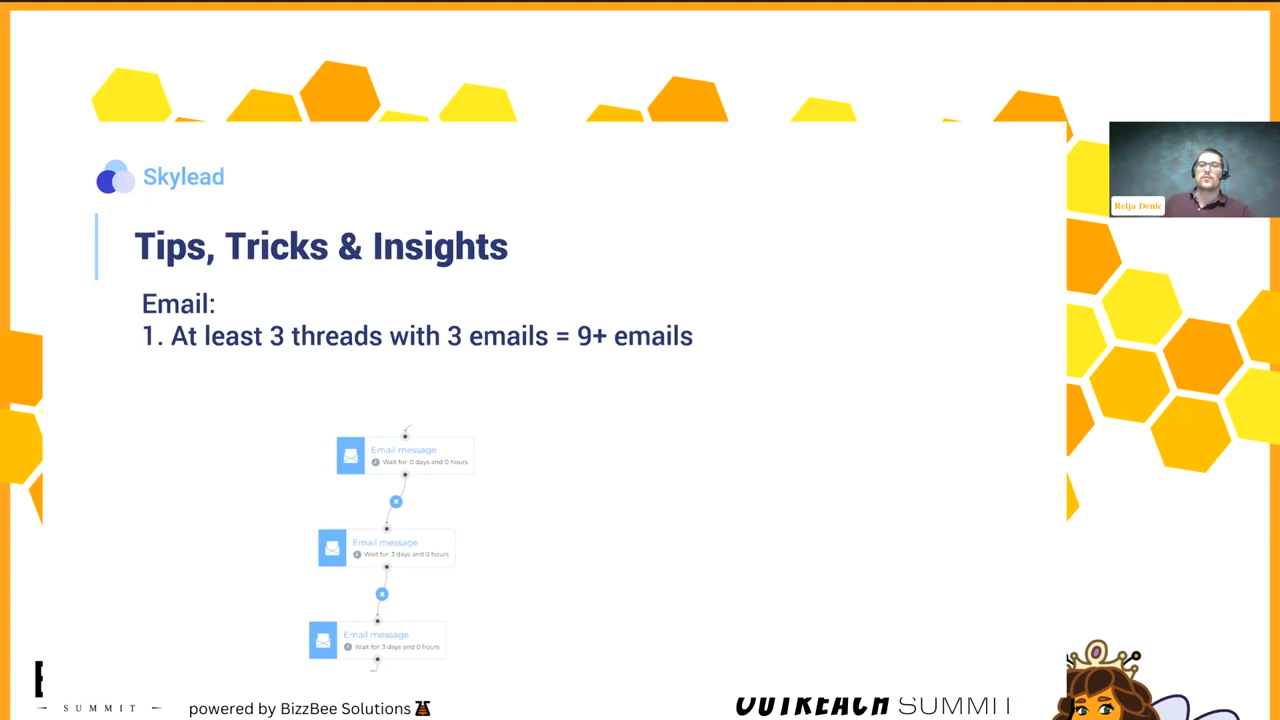 Skylead
Relja Denic
Tips, Tricks & Insights
Email:
1. At least 3 threads with 3 emails = 9+ emails
Email message
Wait for: 0 days and 0 hours
Email message
Wait for: 3 days and 0 hours
Email message
Wait for: 3 days and 0 hours
SUMMIT
powered by BizzBee Solutions
OUTREACH SUMMIT